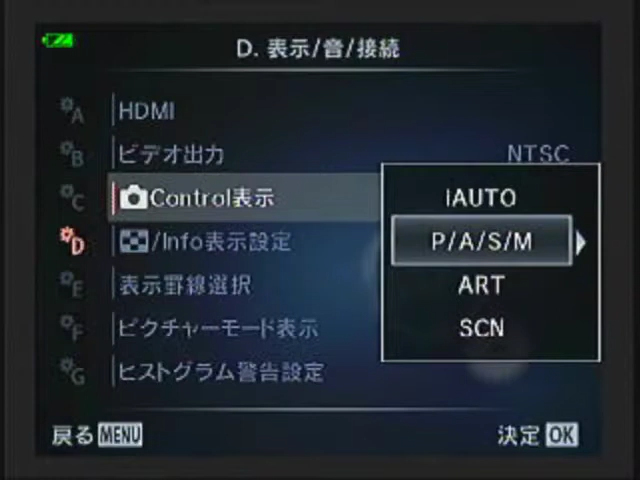 D. 表示/音/接続
A
HDMI
B
ビデオ出力
NTSC
C
Control表示
iAUTO
D
/Info表示設定
P/A/S/M
E
表示罫線選択
ART
F
ピクチャーモード表示
SCN
G
ヒストグラム警告設定
戻る MENU
決定 OK